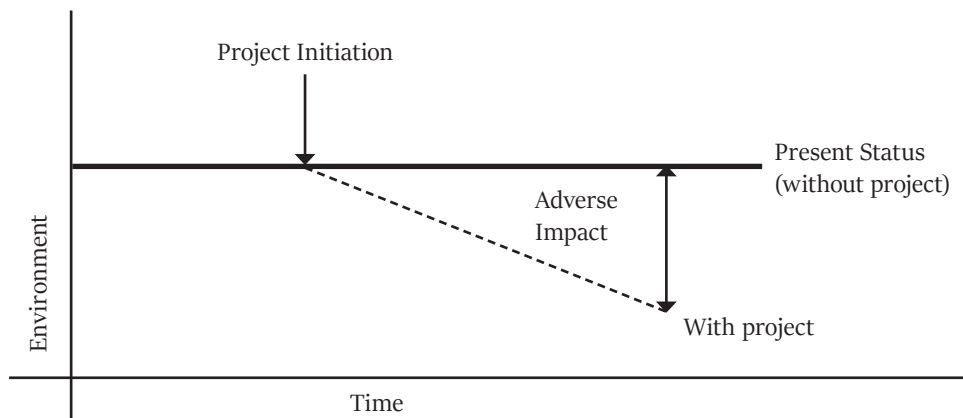 Project Initiation
Present Status
(without project)
Adverse
Impact
With project
Environment
Time